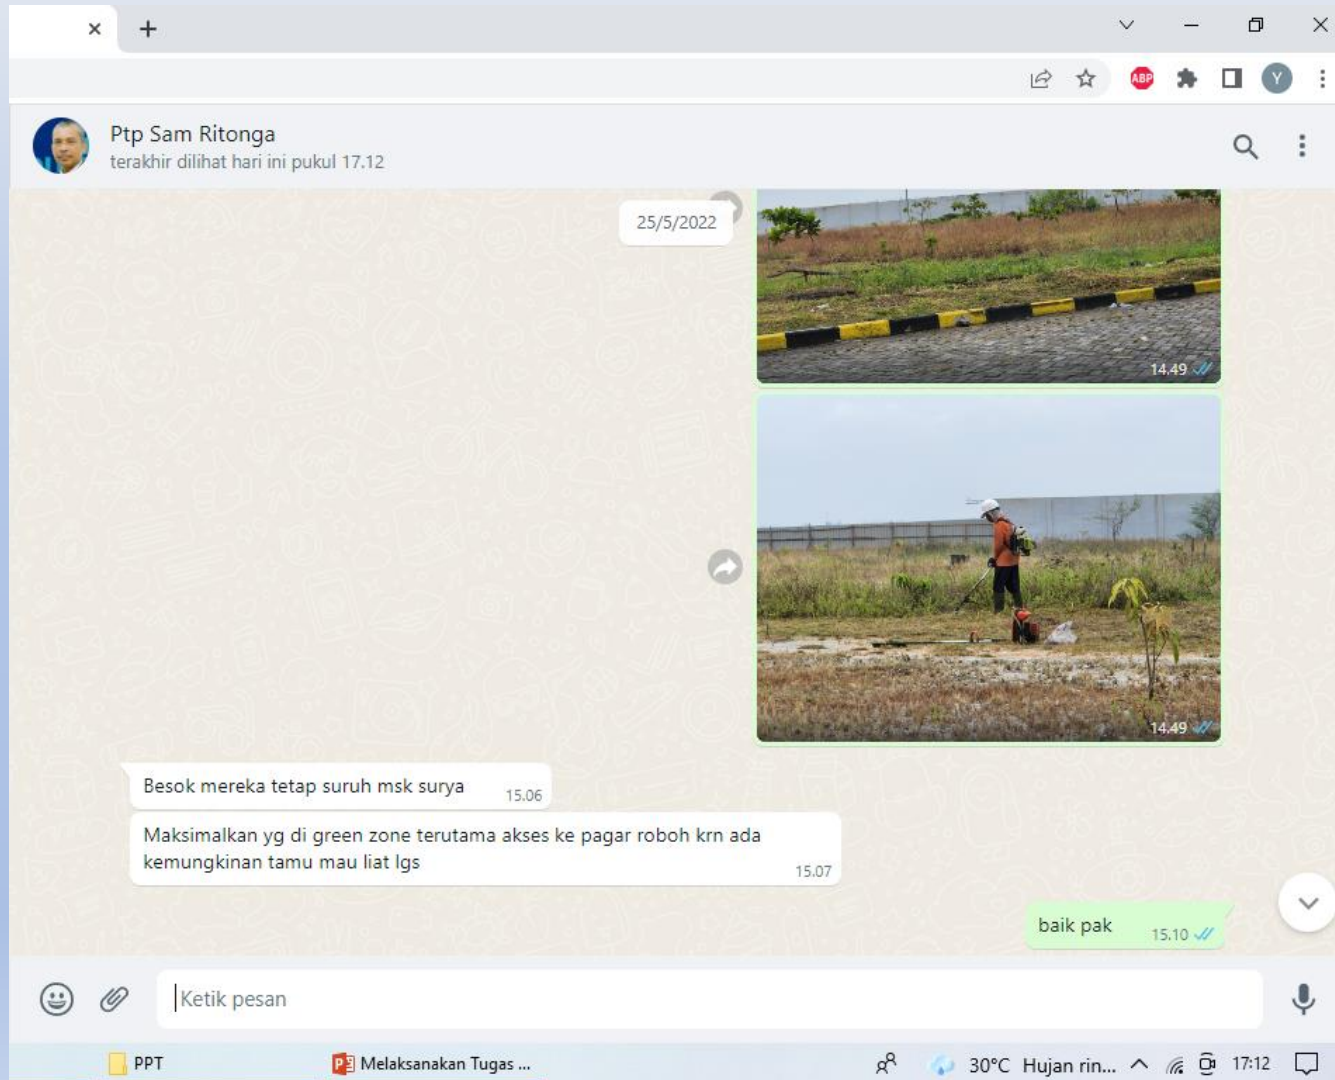 ABP
Y
Ptp Sam Ritonga
terakhir dilihat hari ini pukul 17.12
25/5/2022
14.49
14.49
Besok mereka tetap suruh msk surya
15.06
Maksimalkan yg di green zone terutama akses ke pagar roboh krn ada
kemungkinan tamu mau liat lgs
15.07
baik pak
15.10
Ketik pesan
PPT
Melaksanakan Tugas ...
30°C Hujan rin...
17:12